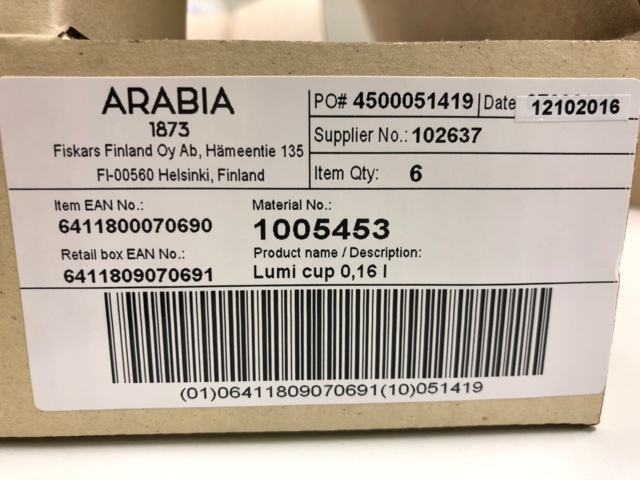 ARABIA
1873
Fiskars Finland Oy Ab, Hämeentie 135
FI-00560 Helsinki, Finland
PO# 4500051419 Date 12102016
Supplier No.: 102637
Item Qty: 6
Item EAN No.:
6411800070690
Retail box EAN No.:
6411809070691
Material No.:
1005453
Product name / Description:
Lumi cup 0,16 l
(01)06411809070691(10)051419